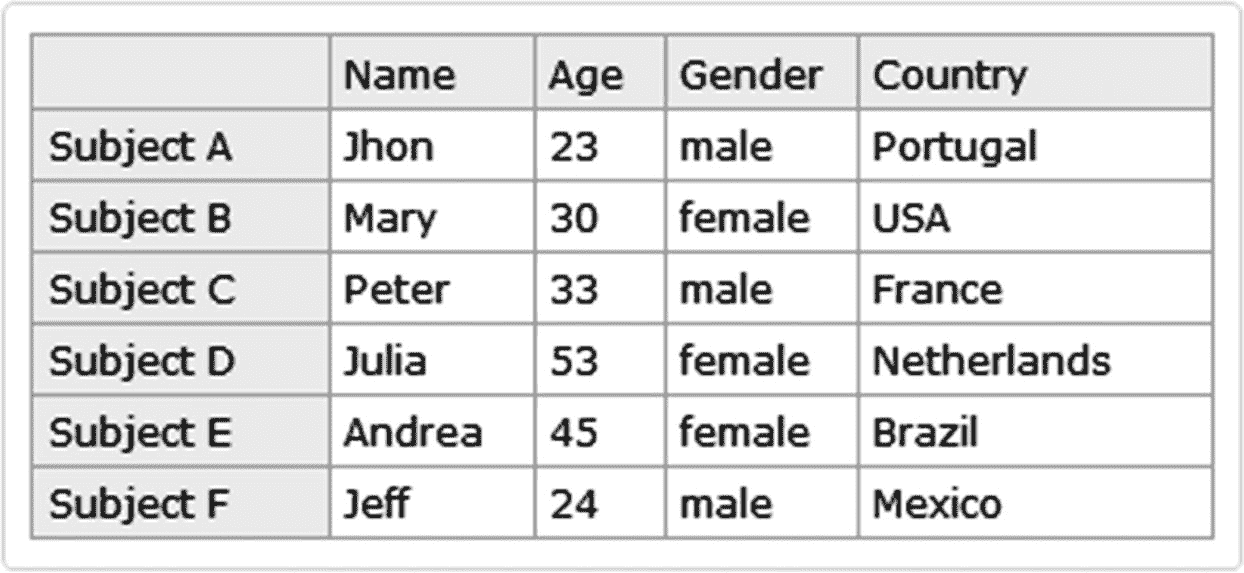 Name Age Gender Country
Subject A Jhon 23 male Portugal
Subject B Mary 30 female USA
Subject C Peter 33 male France
Subject D Julia 53 female Netherlands
Subject E Andrea 45 female Brazil
Subject F Jeff 24 male Mexico